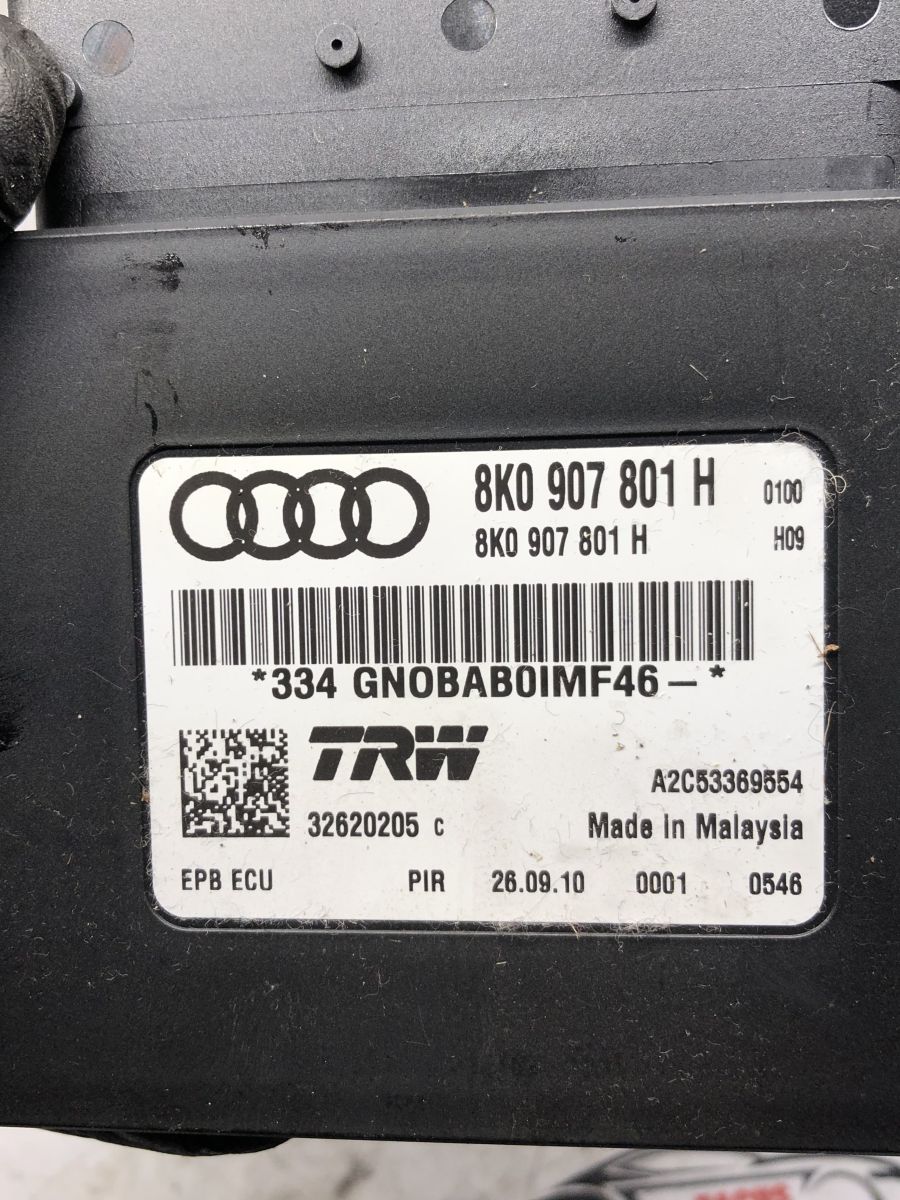 8K0 907 801 H 0100
8K0 907 801 H H09
*334 GNOBAB0IMF46– *
TRW
A2C53369554
32620205 c Made in Malaysia
EPB ECU PIR 26.09.10 0001 0546